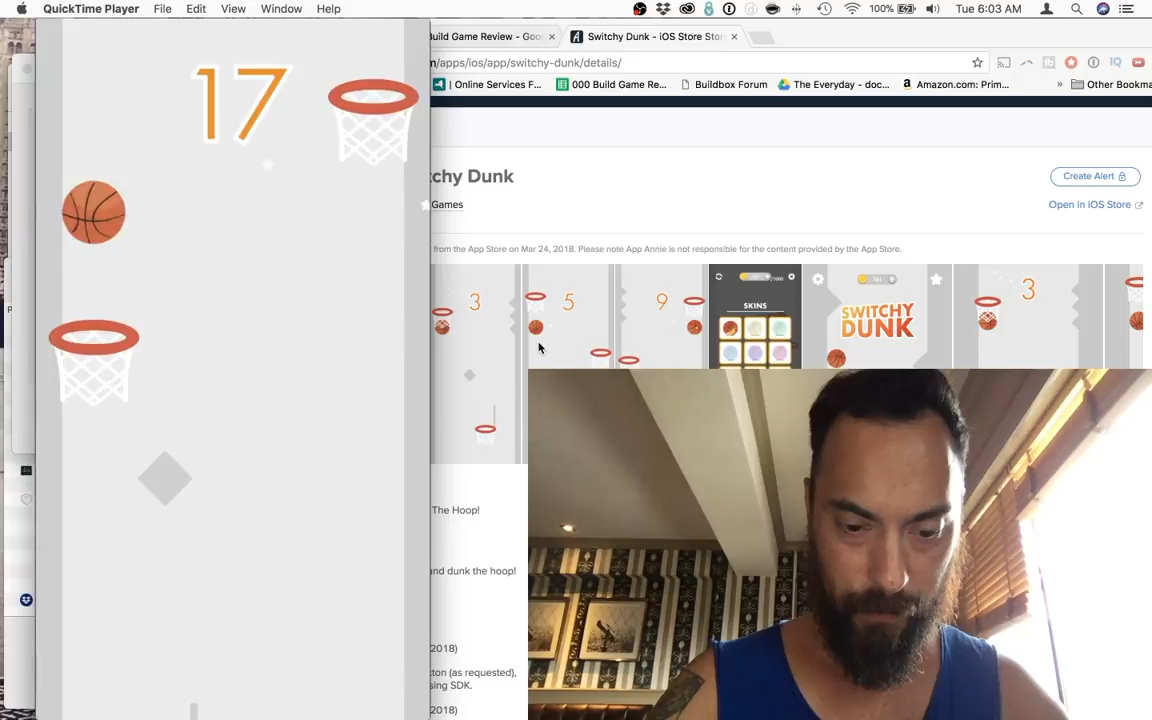 QuickTime Player File Edit View Window Help 100% Tue 6:03 AM
Build Game Review - Goo Switchy Dunk - iOS Store Stor
n/apps/ios/app/switchy-dunk/details/
Online Services F... 000 Build Game Re... Buildbox Forum The Everyday - doc... Amazon.com: Prim... » Other Bookma
17
tchy Dunk
Create Alert
Games
Open in iOS Store
from the App Store on Mar 24, 2018. Please note App Annie is not responsible for the content provided by the App Store.
3 5 9 SKINS SWITCHY DUNK 3
The Hoop!
and dunk the hoop!
2018)
tton (as requested),
sing SDK.
2018)